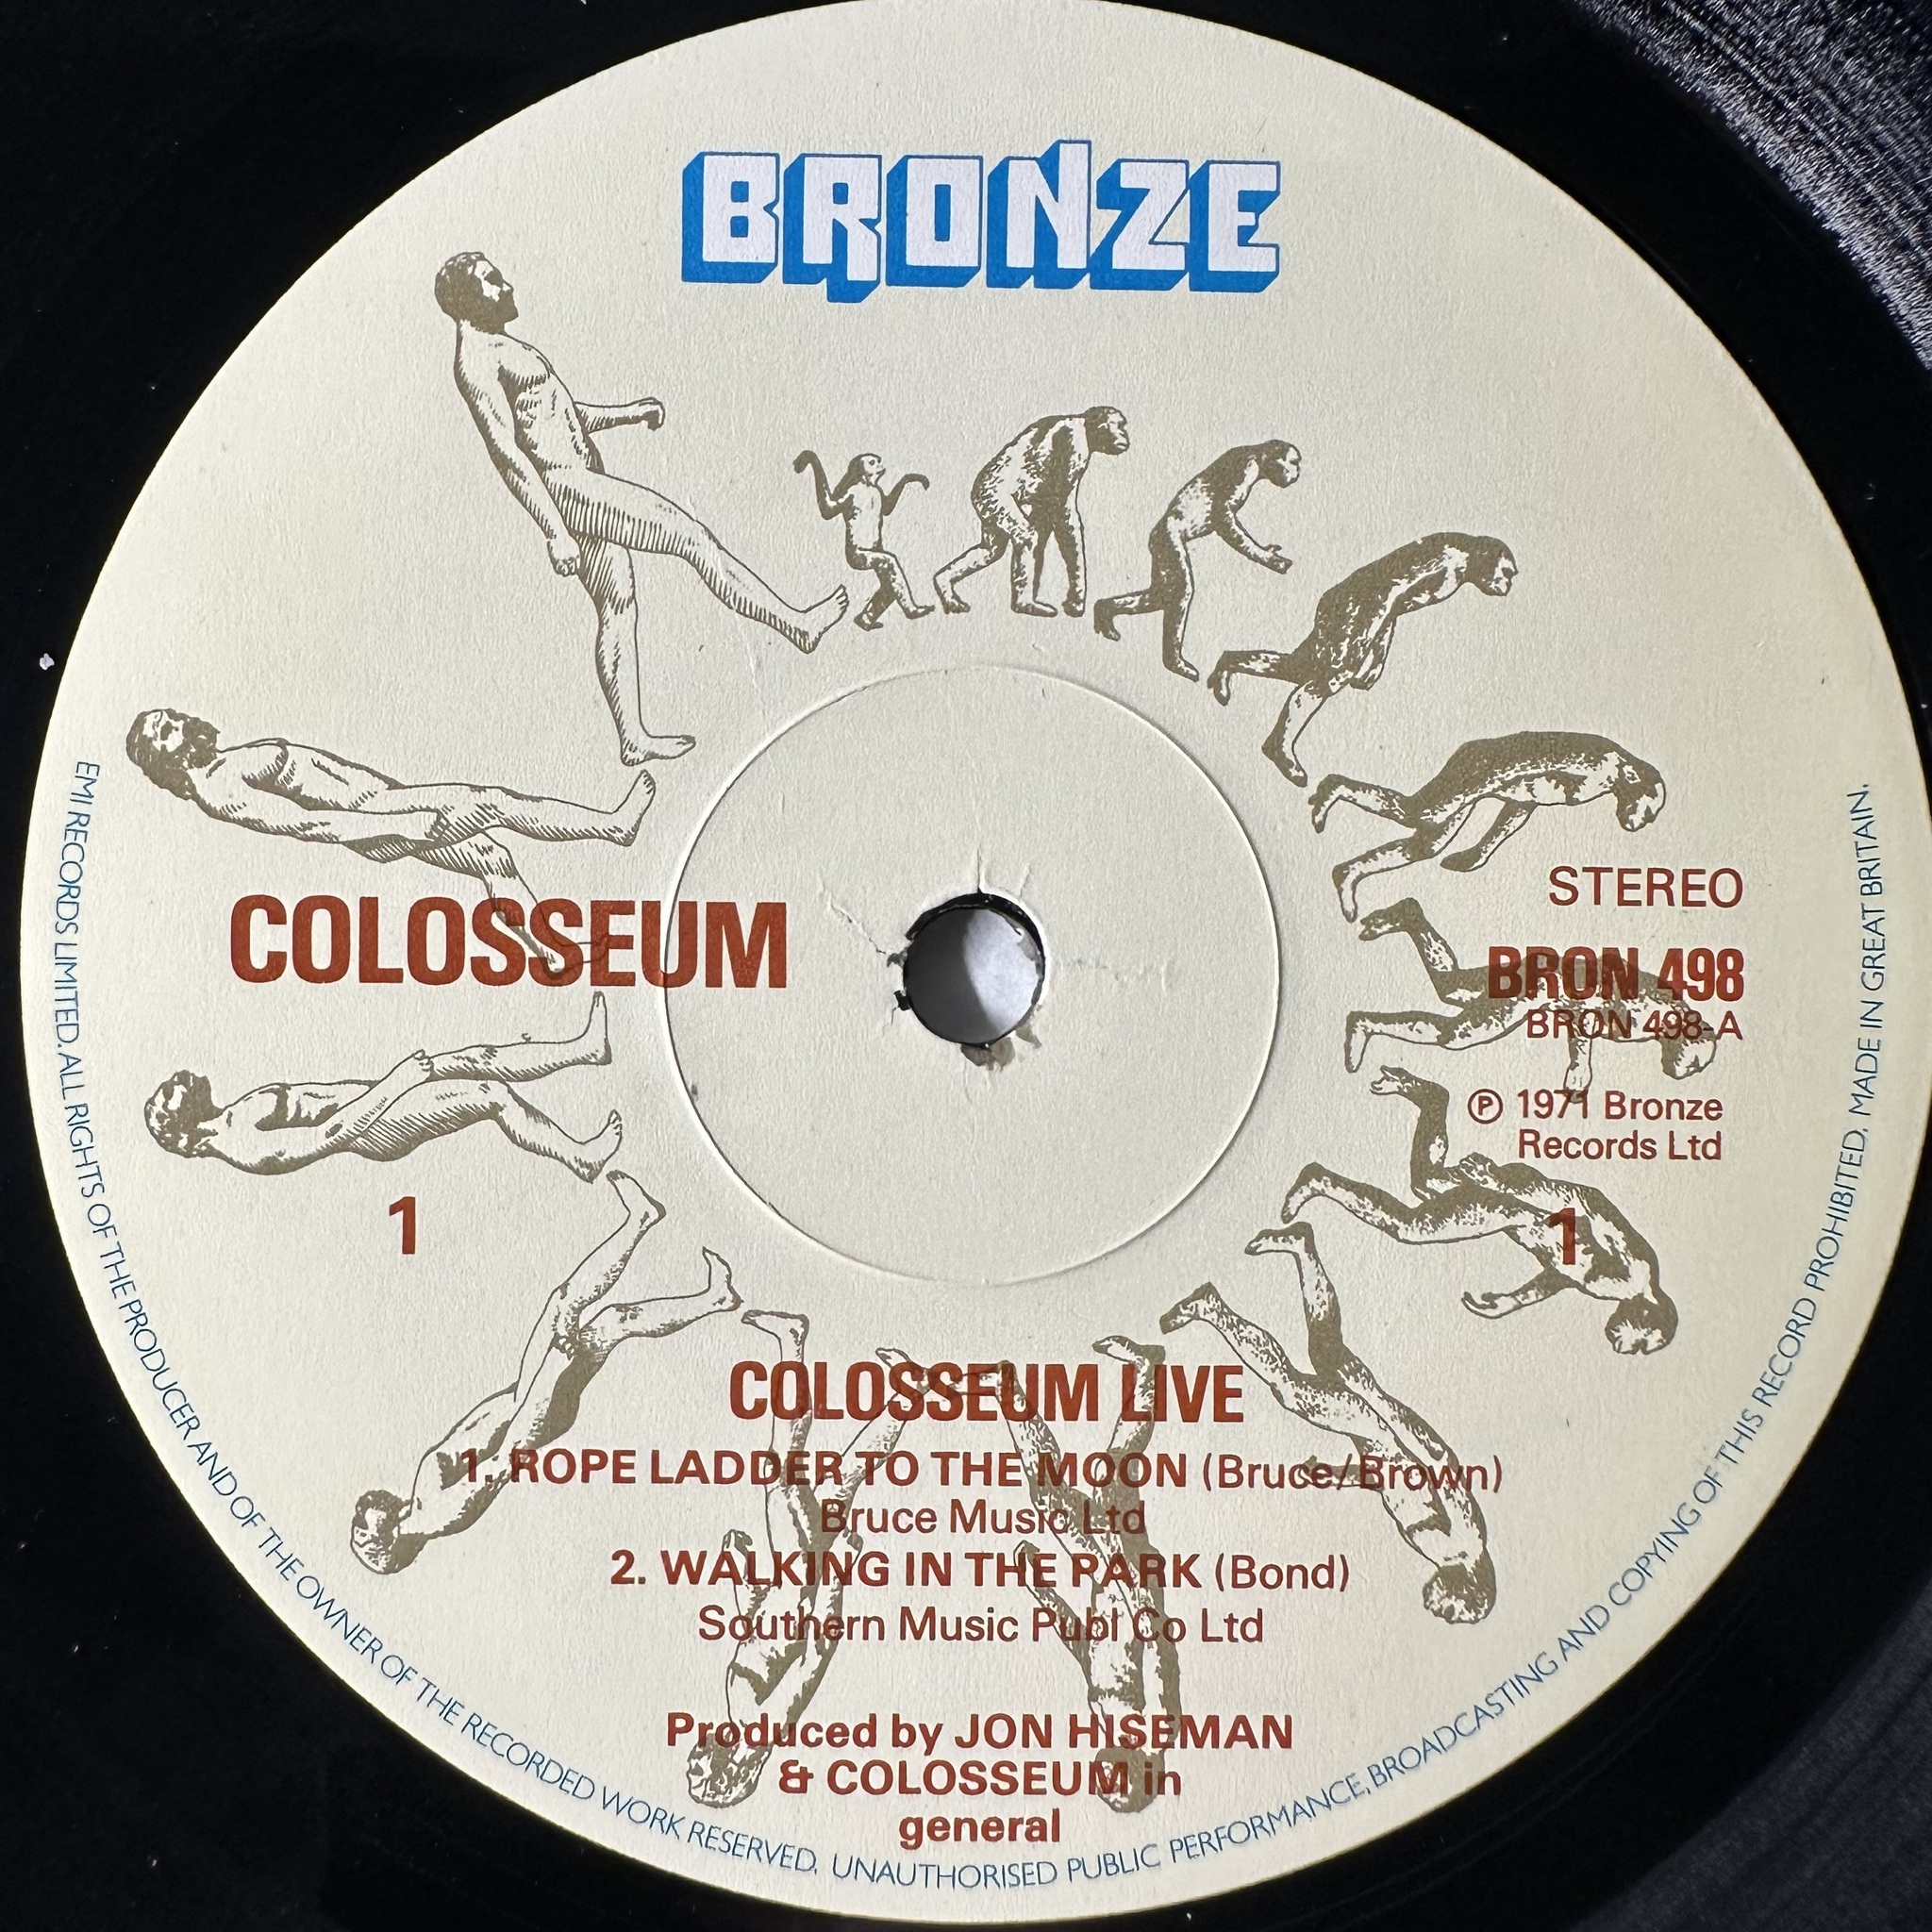 BRONZE
COLOSSEUM
STEREO
BRON 498
BRON 498-A
℗ 1971 Bronze
Records Ltd
1
1
COLOSSEUM LIVE
1. ROPE LADDER TO THE MOON (Bruce/Brown)
Bruce Music Ltd
2. WALKING IN THE PARK (Bond)
Southern Music Publ Co Ltd
Produced by JON HISEMAN
& COLOSSEUM in
general
EMI RECORDS LIMITED. ALL RIGHTS OF THE PRODUCER AND OF THE OWNER OF THE RECORDED WORK RESERVED. UNAUTHORISED PUBLIC PERFORMANCE, BROADCASTING AND COPYING OF THIS RECORD PROHIBITED. MADE IN GREAT BRITAIN.